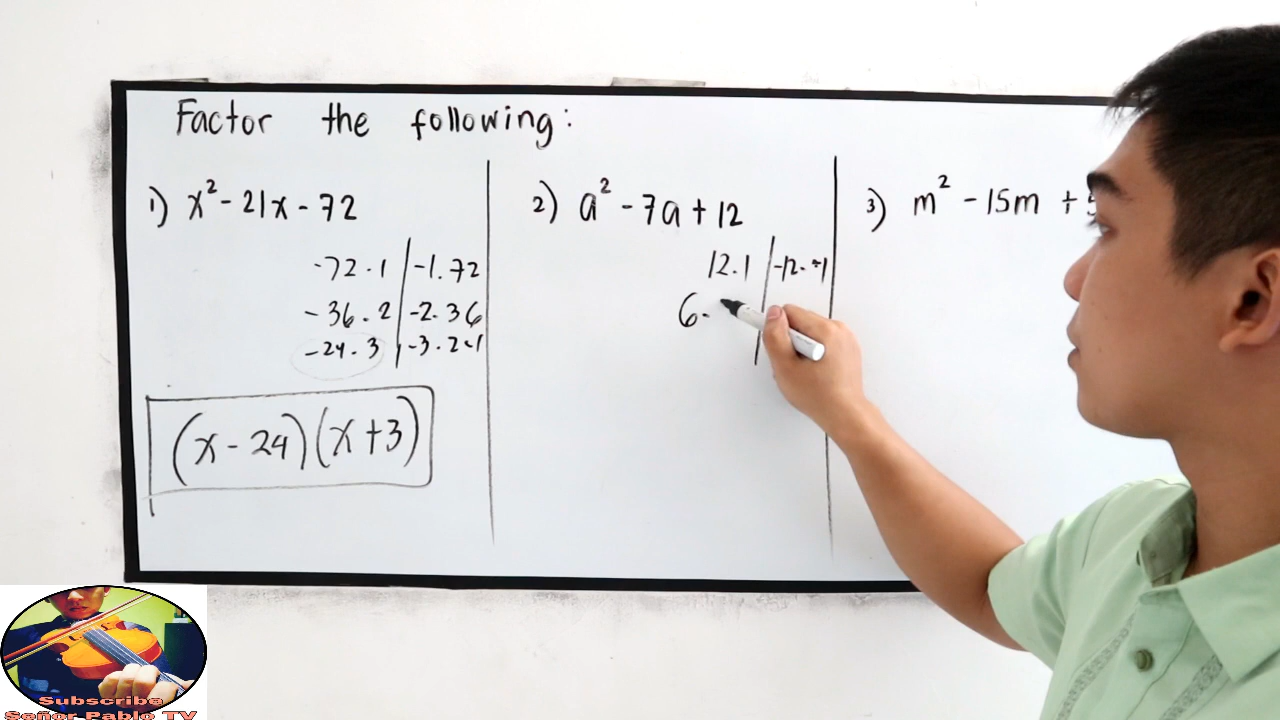 Factor the following:
1) x² - 21x - 72
-72 . 1 | -1 . 72
- 36 . 2 | -2 . 36
- 24 . 3 | -3 . 24
(x - 24)(x + 3)
2) a² - 7a + 12
12 . 1 | -12 . -1
6 .
3) m² - 15m +
Subscribe
Señor Pablo TV